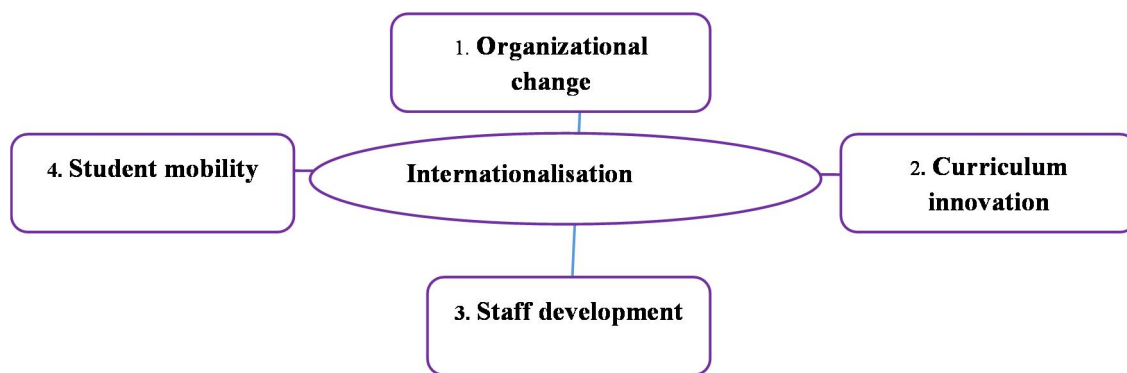 1. Organizational
change
4. Student mobility
Internationalisation
2. Curriculum
innovation
3. Staff development